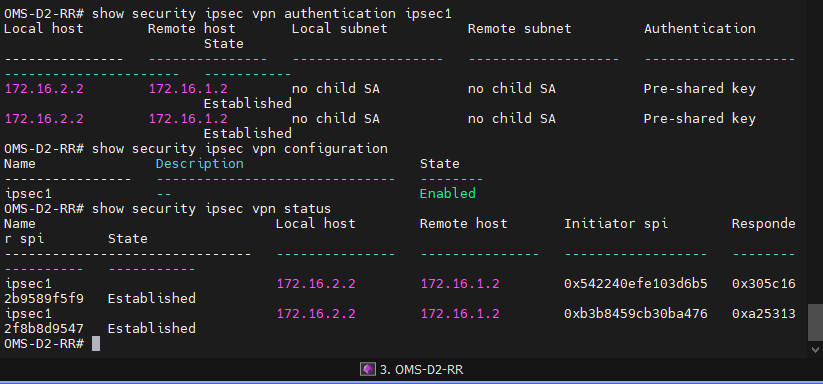 OMS-D2-RR# show security ipsec vpn authentication ipsec1
Local host        Remote host       Local subnet          Remote subnet         Authentication
                         State
---------------   ---------------   -------------------   -------------------   -------------------
----------------------   -----------
172.16.2.2        172.16.1.2        no child SA           no child SA           Pre-shared key
                         Established
172.16.2.2        172.16.1.2        no child SA           no child SA           Pre-shared key
                         Established
OMS-D2-RR# show security ipsec vpn configuration
Name               Description                      State
----------------   ------------------------------   --------
ipsec1             --                               Enabled
OMS-D2-RR# show security ipsec vpn status
Name                              Local host        Remote host       Initiator spi        Responde
r spi        State
-------------------------------   ---------------   ---------------   ------------------   --------
----------   -----------
ipsec1                            172.16.2.2        172.16.1.2        0x542240efe103d6b5   0x305c16
2b9589f5f9   Established
ipsec1                            172.16.2.2        172.16.1.2        0xb3b8459cb30ba476   0xa25313
2f8b8d9547   Established
OMS-D2-RR#
3. OMS-D2-RR